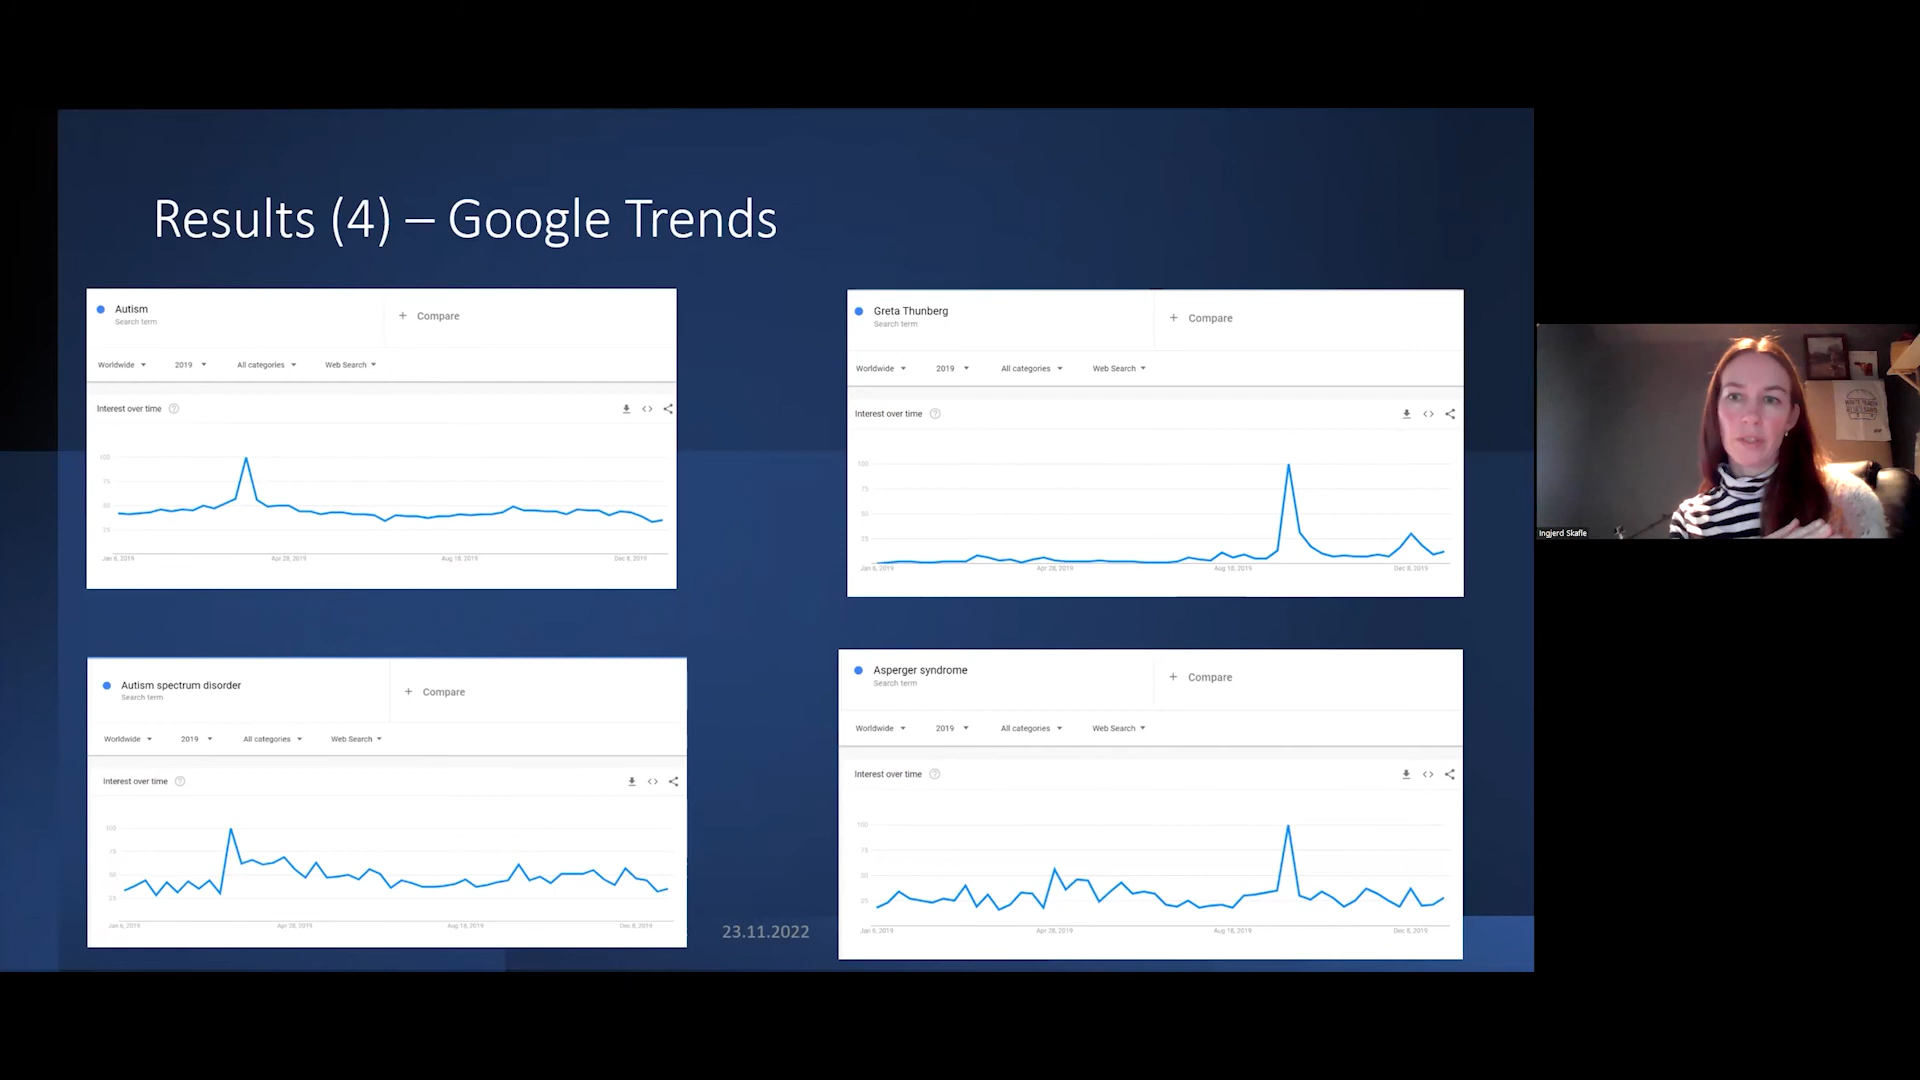 Results (4) – Google Trends
Autism
Search term
+ Compare
Worldwide 2019 All categories Web Search
Interest over time
100
75
50
25
Jan 6, 2019 Apr 28, 2019 Aug 18, 2019 Dec 8, 2019
Greta Thunberg
Search term
+ Compare
Worldwide 2019 All categories Web Search
Interest over time
100
75
50
25
Jan 6, 2019 Apr 28, 2019 Aug 18, 2019 Dec 8, 2019
Autism spectrum disorder
Search term
+ Compare
Worldwide 2019 All categories Web Search
Interest over time
100
75
50
25
Jan 6, 2019 Apr 28, 2019 Aug 18, 2019 Dec 8, 2019
Asperger syndrome
Search term
+ Compare
Worldwide 2019 All categories Web Search
Interest over time
100
75
50
25
Jan 6, 2019 Apr 28, 2019 Aug 18, 2019 Dec 8, 2019
23.11.2022
Ingjerd Skafle